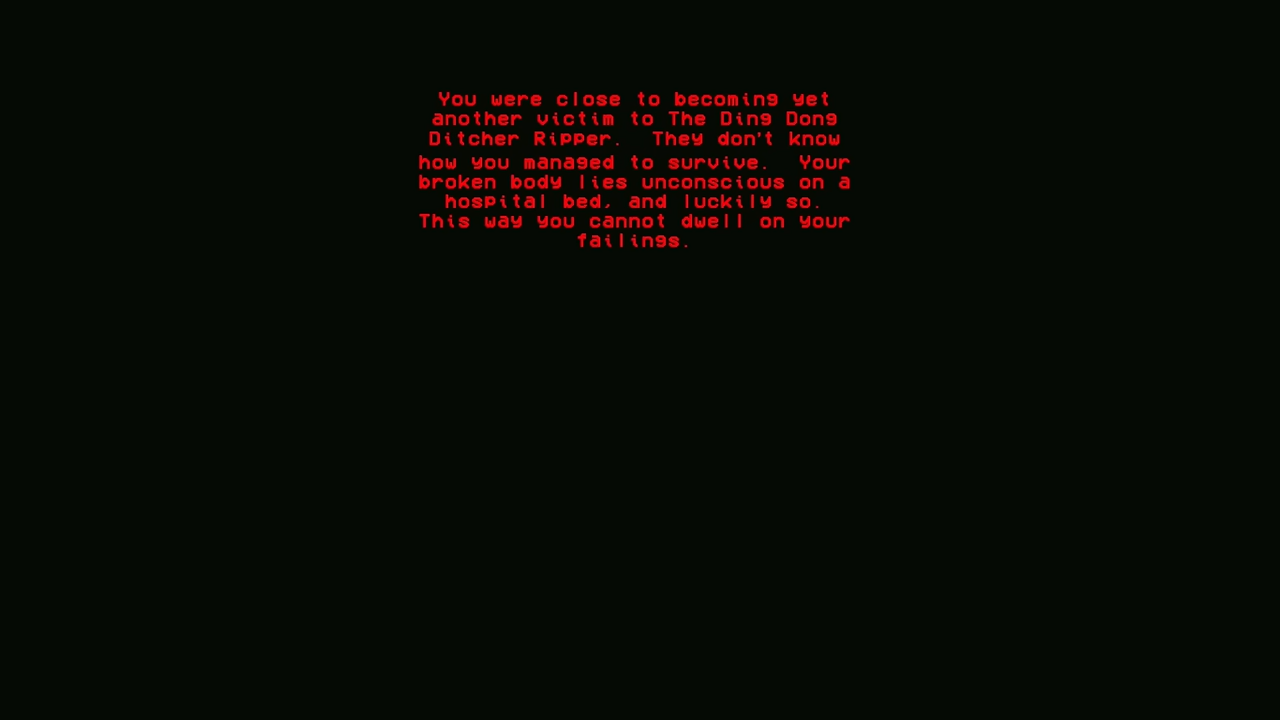 You were close to becoming yet
another victim to The Ding Dong
Ditcher Ripper.  They don't know
how you managed to survive.  Your
broken body lies unconscious on a
hospital bed, and luckily so.
This way you cannot dwell on your
failings.